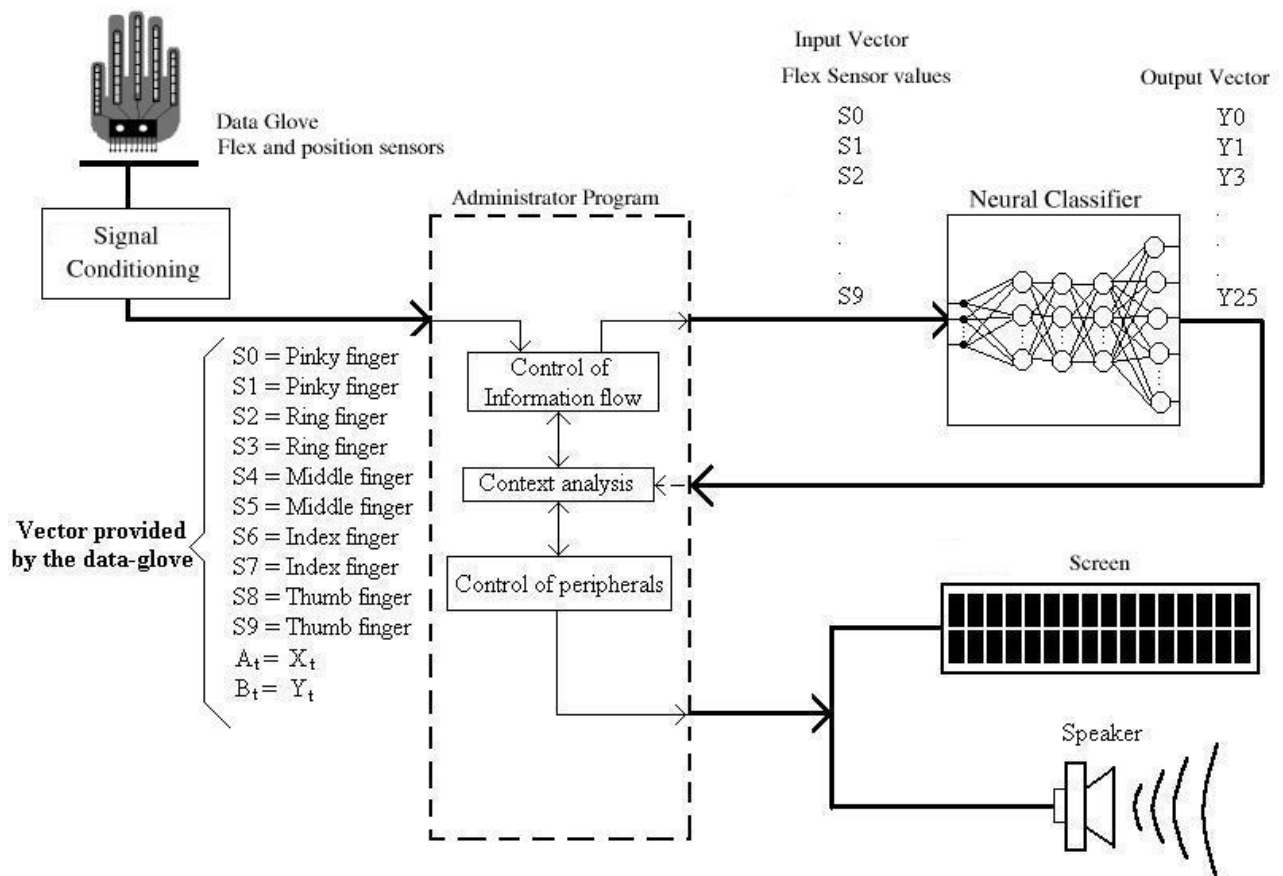 Data Glove
Flex and position sensors
Signal
Conditioning
Vector provided
by the data-glove
S0 = Pinky finger
S1 = Pinky finger
S2 = Ring finger
S3 = Ring finger
S4 = Middle finger
S5 = Middle finger
S6 = Index finger
S7 = Index finger
S8 = Thumb finger
S9 = Thumb finger
At = Xt
Bt = Yt
Administrator Program
Control of
Information flow
Context analysis
Control of peripherals
Input Vector
Flex Sensor values
S0
S1
S2
.
.
.
S9
Neural Classifier
Output Vector
Y0
Y1
Y3
.
.
.
Y25
Screen
Speaker